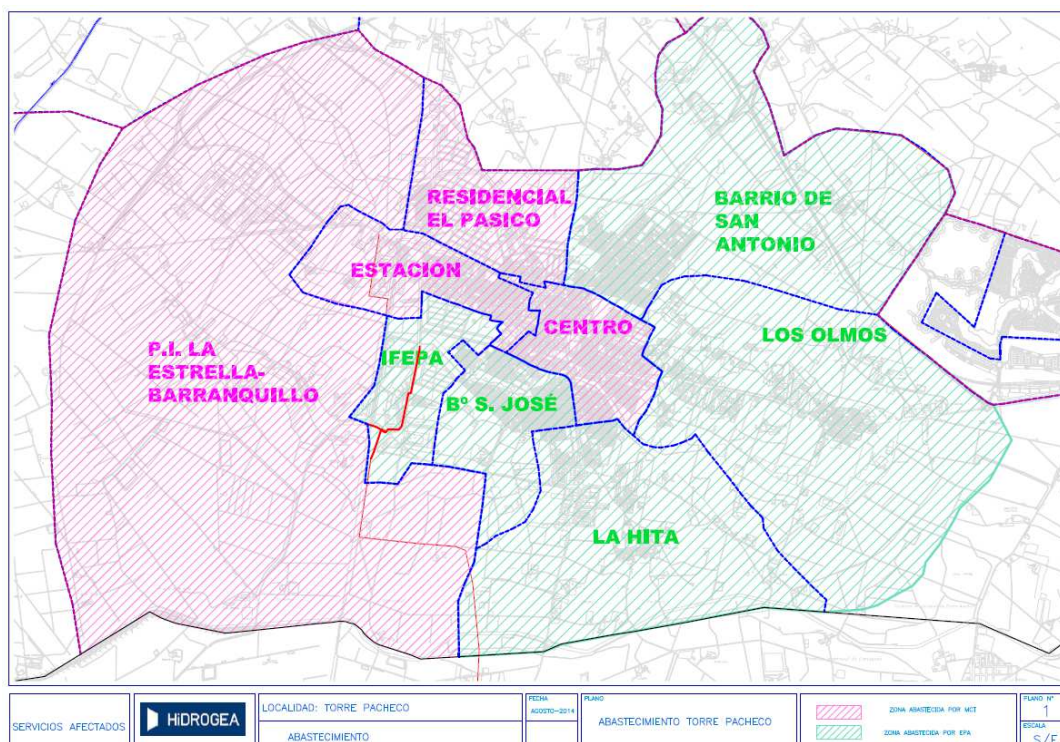 RESIDENCIAL
EL PASICO
BARRIO DE
SAN
ANTONIO
ESTACION
CENTRO
LOS OLMOS
P.I. LA
ESTRELLA-
BARRANQUILLO
IFEPA
Bº S. JOSÉ
LA HITA
SERVICIOS AFECTADOS
HiDROGEA
LOCALIDAD: TORRE PACHECO
ABASTECIMIENTO
FECHA
AGOSTO-2014
PLANO
ABASTECIMIENTO TORRE PACHECO
ZONA ABASTECIDA POR MCT
ZONA ABASTECIDA POR EPA
PLANO Nº
1
ESCALA
S/E